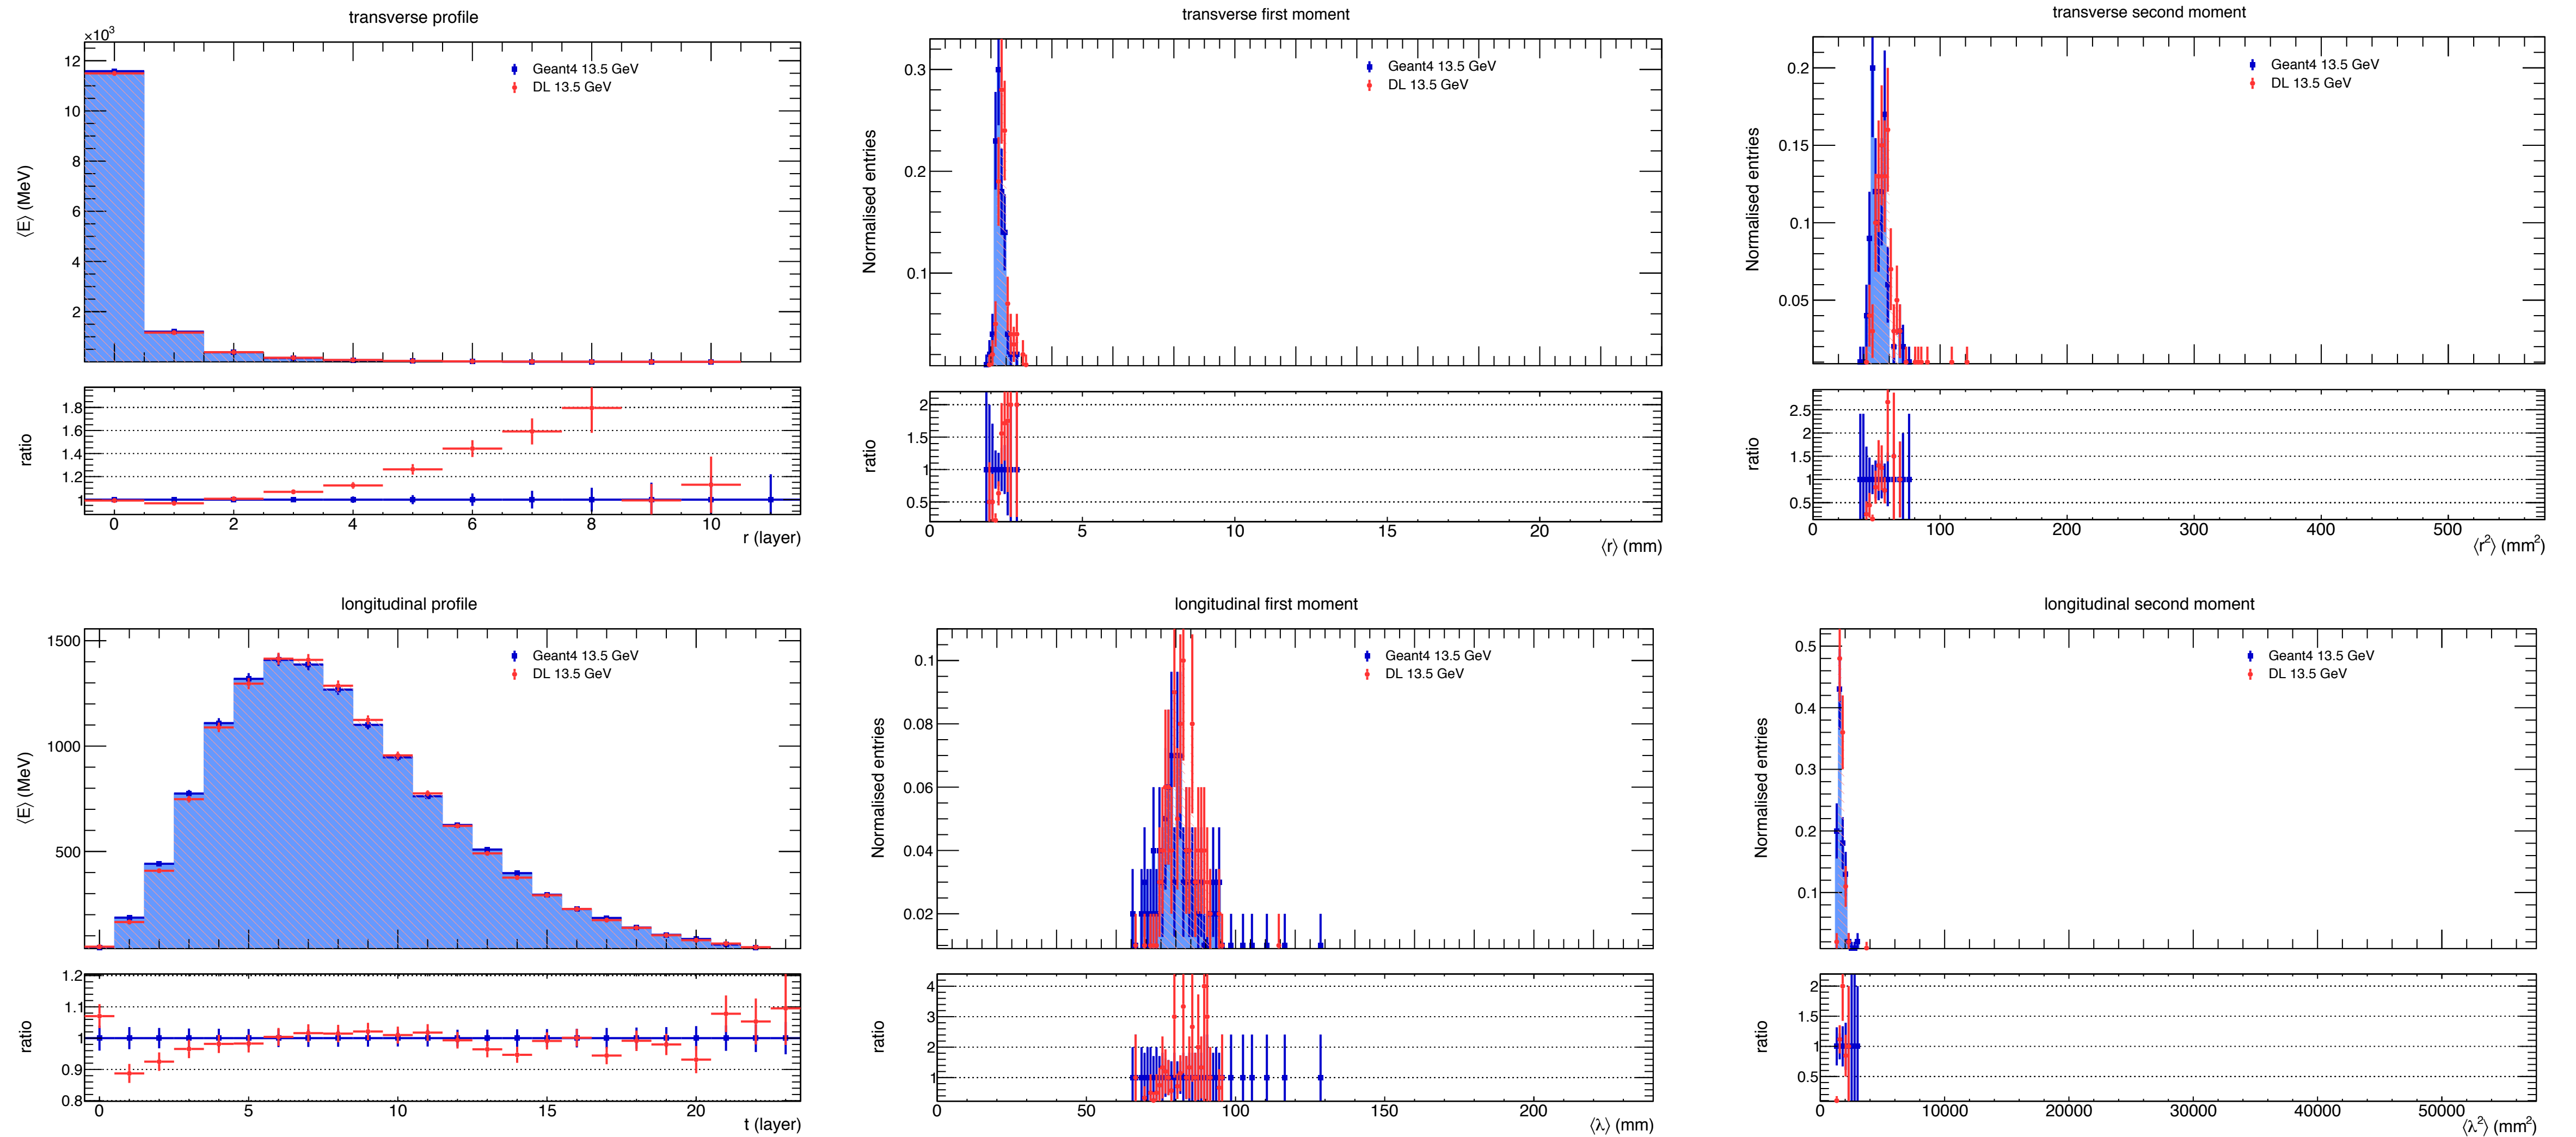 transverse profile
×10³
12
10
8
6
4
2
⟨E⟩ (MeV)
Geant4 13.5 GeV
DL 13.5 GeV
1.8
1.6
1.4
1.2
1
ratio
0 2 4 6 8 10
r (layer)
transverse first moment
0.3
0.2
0.1
Normalised entries
Geant4 13.5 GeV
DL 13.5 GeV
2
1.5
1
0.5
ratio
0 5 10 15 20
⟨r⟩ (mm)
transverse second moment
0.2
0.15
0.1
0.05
Normalised entries
Geant4 13.5 GeV
DL 13.5 GeV
2.5
2
1.5
1
0.5
ratio
0 100 200 300 400 500
⟨r²⟩ (mm²)
longitudinal profile
1500
1000
500
⟨E⟩ (MeV)
Geant4 13.5 GeV
DL 13.5 GeV
1.2
1.1
1
0.9
0.8
ratio
0 5 10 15 20
t (layer)
longitudinal first moment
0.1
0.08
0.06
0.04
0.02
Normalised entries
Geant4 13.5 GeV
DL 13.5 GeV
4
3
2
1
ratio
0 50 100 150 200
⟨λ⟩ (mm)
longitudinal second moment
0.5
0.4
0.3
0.2
0.1
Normalised entries
Geant4 13.5 GeV
DL 13.5 GeV
2
1.5
1
0.5
ratio
0 10000 20000 30000 40000 50000
⟨λ²⟩ (mm²)